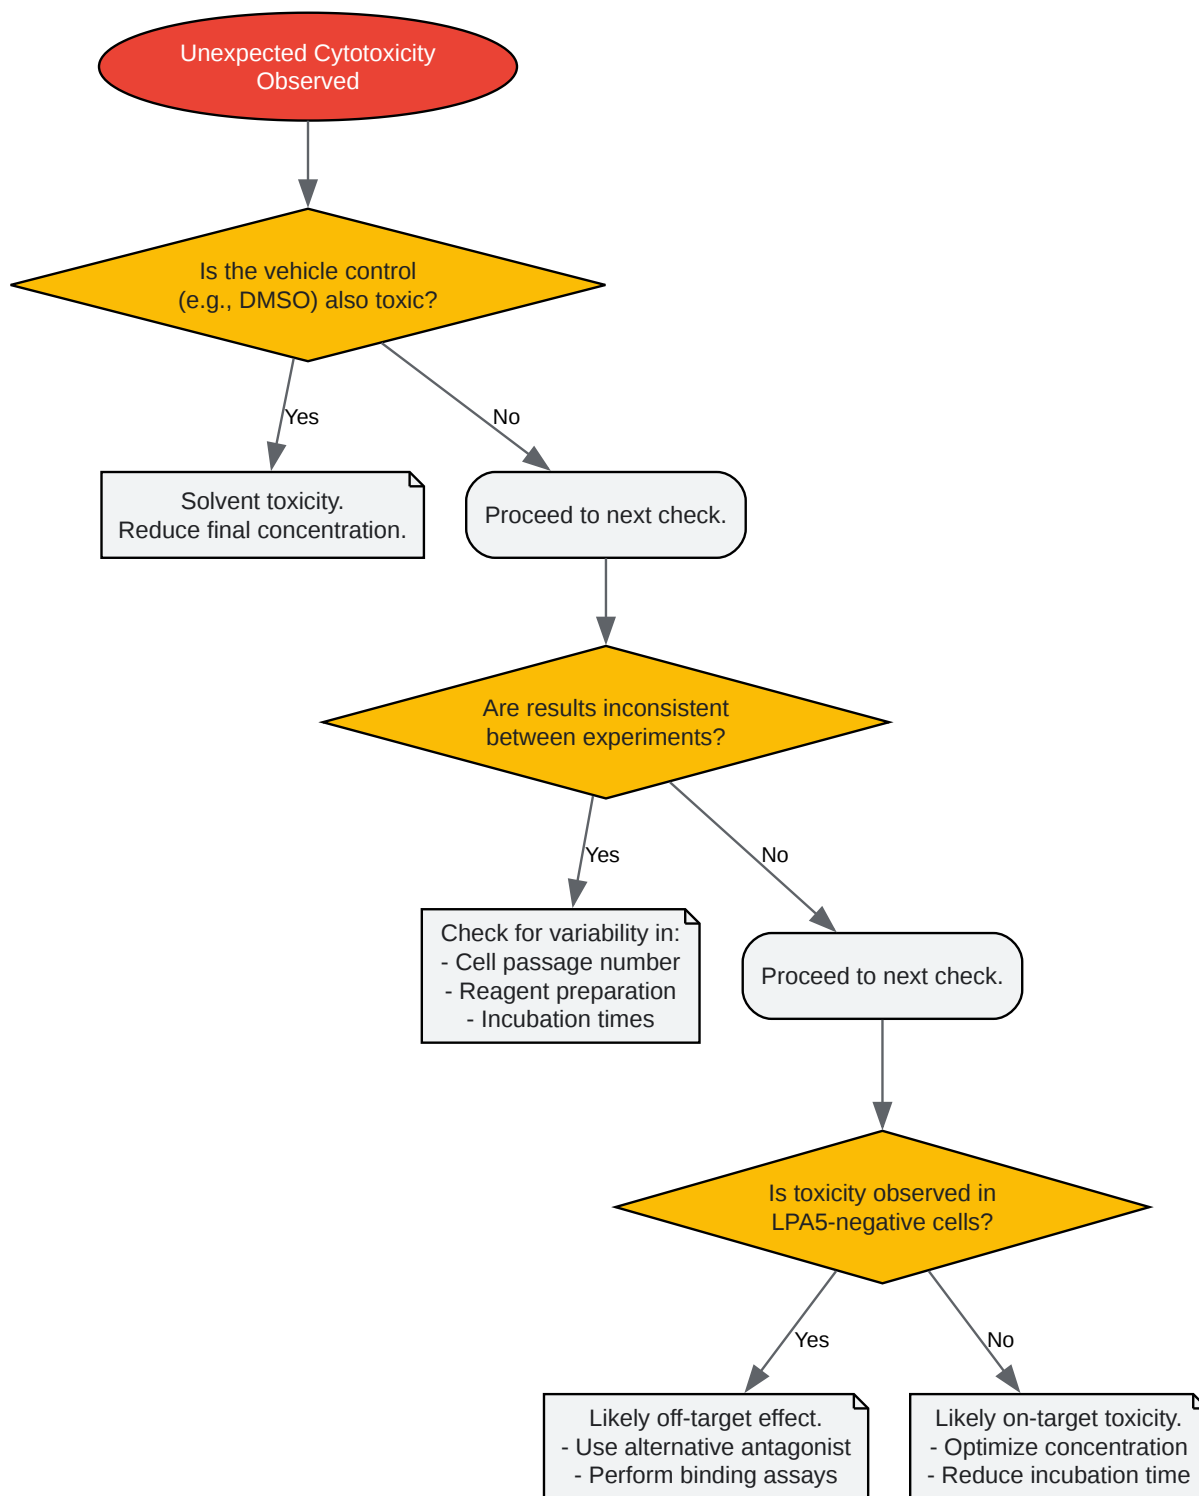 Unexpected Cytotoxicity
Observed
Is the vehicle control
(e.g., DMSO) also toxic?
Yes
No
Solvent toxicity.
Reduce final concentration.
Proceed to next check.
Are results inconsistent
between experiments?
Yes
No
Check for variability in:
- Cell passage number
- Reagent preparation
- Incubation times
Proceed to next check.
Is toxicity observed in
LPA5-negative cells?
Yes
No
Likely off-target effect.
- Use alternative antagonist
- Perform binding assays
Likely on-target toxicity.
- Optimize concentration
- Reduce incubation time